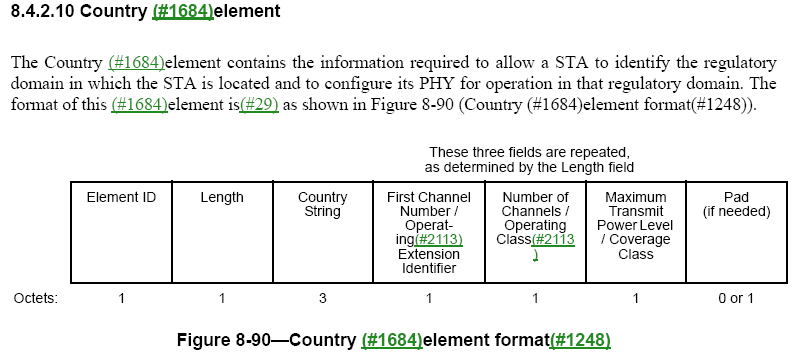 8.4.2.10 Country (#1684)element
The Country (#1684)element contains the information required to allow a STA to identify the regulatory
domain in which the STA is located and to configure its PHY for operation in that regulatory domain. The
format of this (#1684)element is(#29) as shown in Figure 8-90 (Country (#1684)element format(#1248)).
These three fields are repeated,
as determined by the Length field
Element ID
Length
Country
String
First Channel
Number /
Operat-
ing(#2113)
Extension
Identifier
Number of
Channels /
Operating
Class(#2113
)
Maximum
Transmit
Power Level
/ Coverage
Class
Pad
(if needed)
Octets: 1 1 3 1 1 1 0 or 1
Figure 8-90—Country (#1684)element format(#1248)